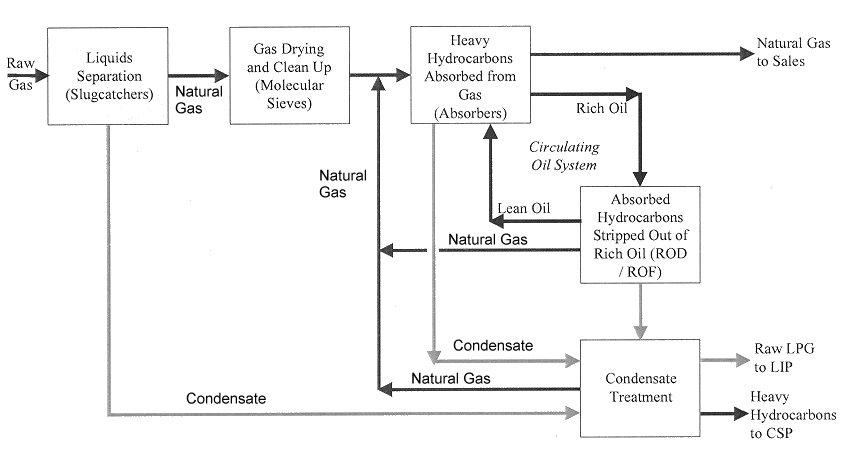 Raw
Gas
Liquids
Separation
(Slugcatchers)
Natural
Gas
Gas Drying
and Clean Up
(Molecular
Sieves)
Heavy
Hydrocarbons
Absorbed from
Gas
(Absorbers)
Natural Gas
to Sales
Rich Oil
Circulating
Oil System
Natural
Gas
Lean Oil
Natural Gas
Absorbed
Hydrocarbons
Stripped Out of
Rich Oil (ROD
/ ROF)
Condensate
Natural Gas
Condensate
Condensate
Treatment
Raw LPG
to LIP
Heavy
Hydrocarbons
to CSP